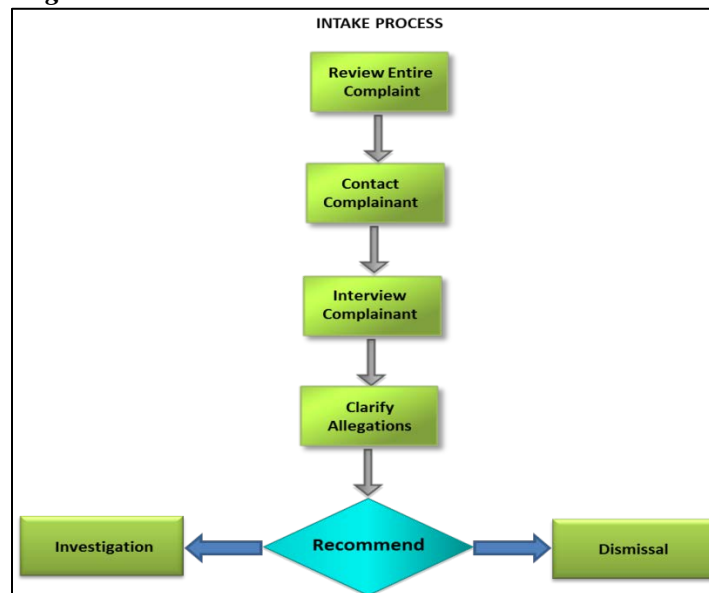 INTAKE PROCESS
Review Entire
Complaint
Contact
Complainant
Interview
Complainant
Clarify
Allegations
Recommend
Investigation
Dismissal